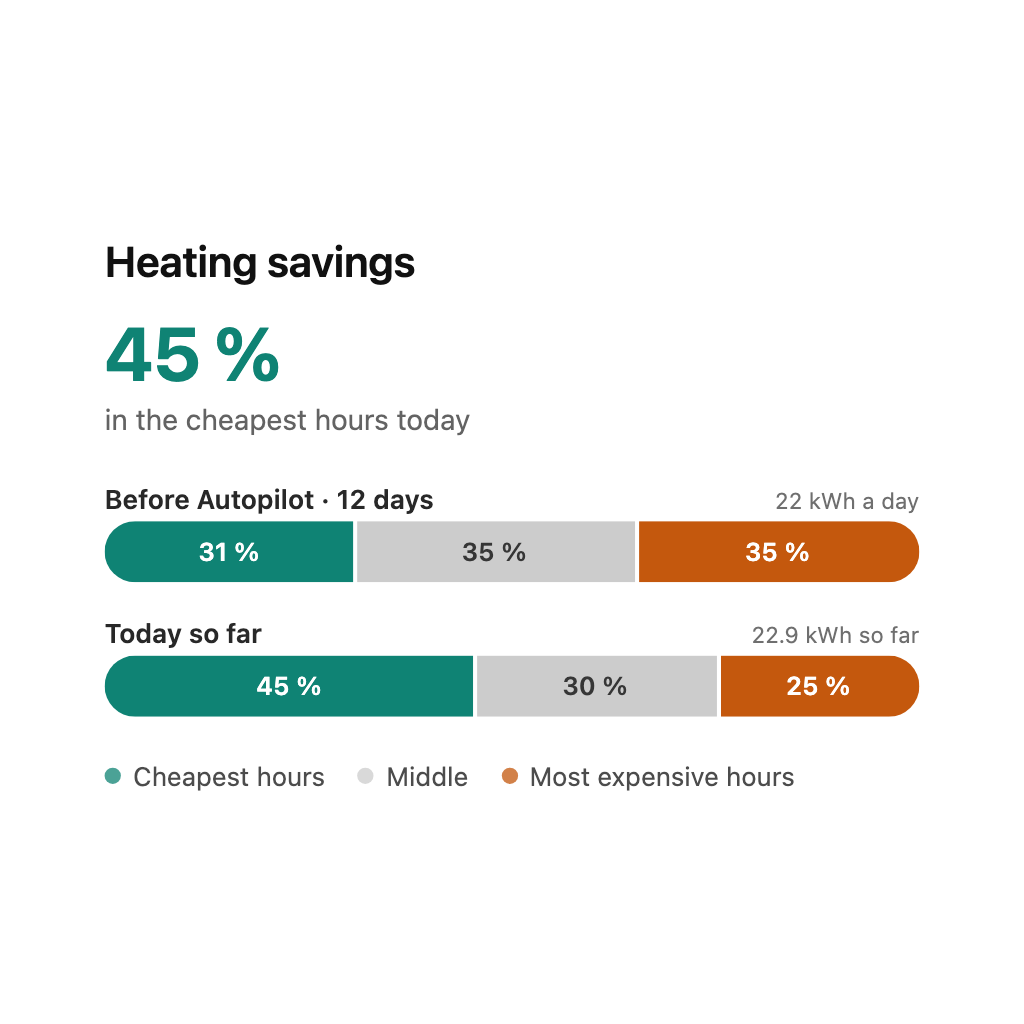 Heating savings
45 %
in the cheapest hours today
Before Autopilot · 12 days 22 kWh a day
31 % 35 % 35 %
Today so far 22.9 kWh so far
45 % 30 % 25 %
Cheapest hours Middle Most expensive hours